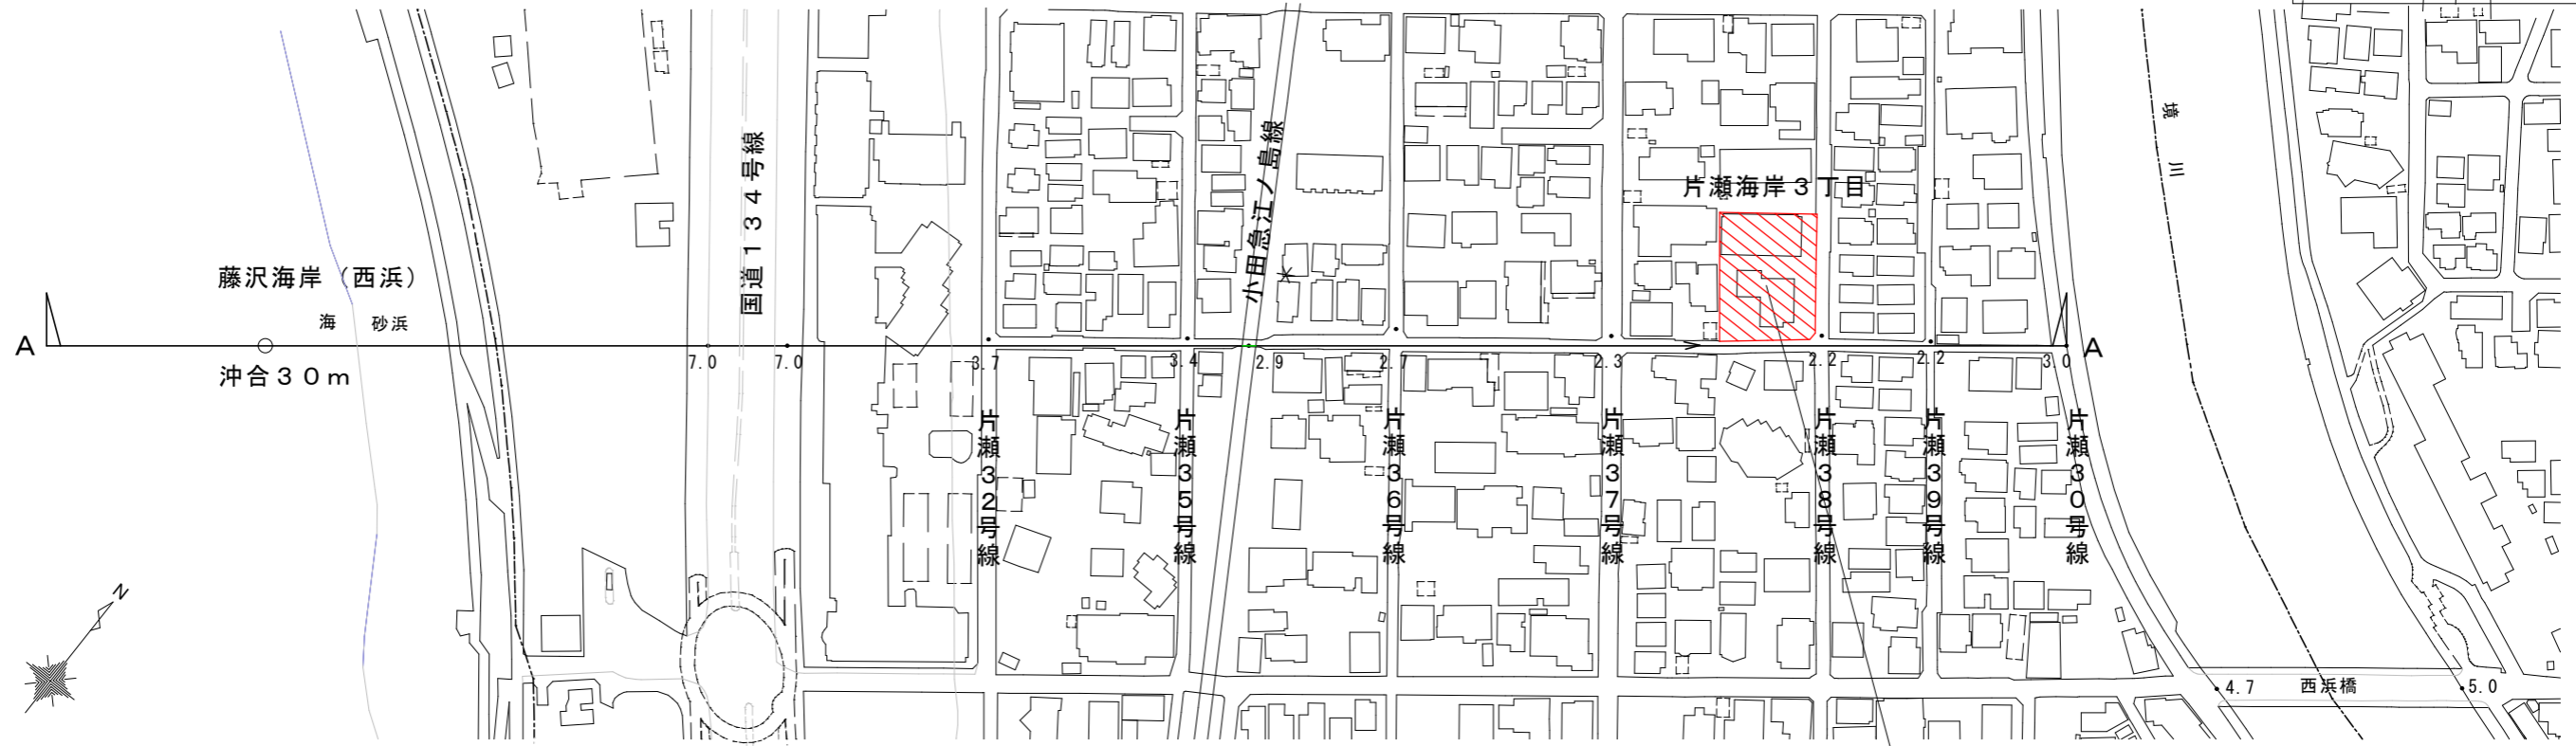 境川
国道１３４号線
小田急江ノ島線
片瀬海岸３丁目
藤沢海岸（西浜）
海 砂浜
A
A
沖合３０ｍ
7.0
7.0
3.7
3.4
2.9
2.7
2.3
2.2
2.2
3.0
片瀬３２号線
片瀬３５号線
片瀬３６号線
片瀬３７号線
片瀬３８号線
片瀬３９号線
片瀬３０号線
N
4.7
西浜橋
5.0